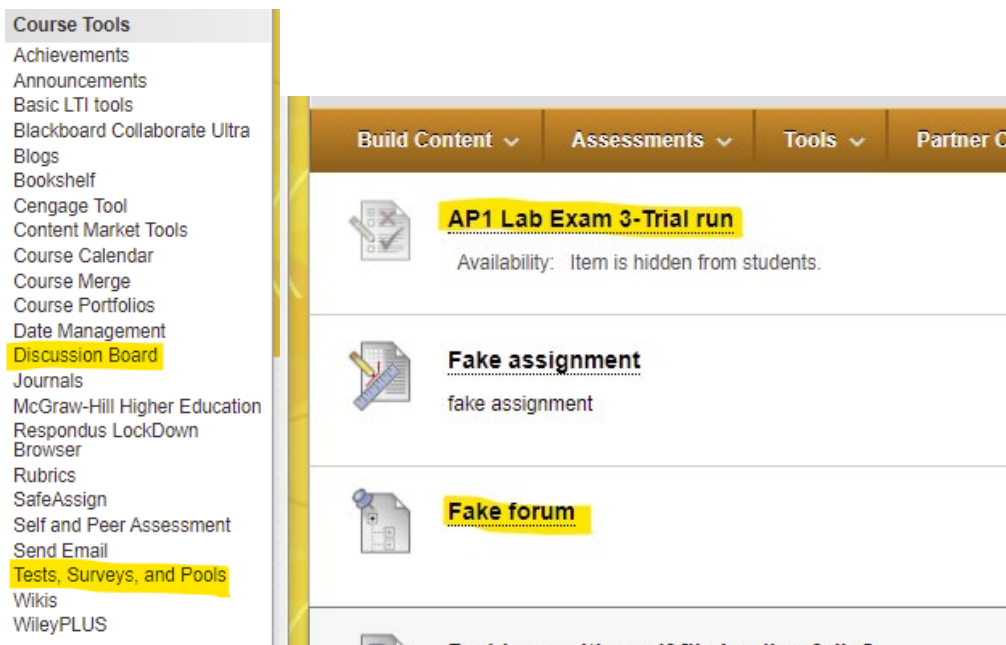 Course Tools
Achievements
Announcements
Basic LTI tools
Blackboard Collaborate Ultra
Blogs
Bookshelf
Cengage Tool
Content Market Tools
Course Calendar
Course Merge
Course Portfolios
Date Management
Discussion Board
Journals
McGraw-Hill Higher Education
Respondus LockDown
Browser
Rubrics
SafeAssign
Self and Peer Assessment
Send Email
Tests, Surveys, and Pools
Wikis
WileyPLUS
Build Content Assessments Tools Partner
AP1 Lab Exam 3-Trial run
Availability: Item is hidden from students.
Fake assignment
fake assignment
Fake forum